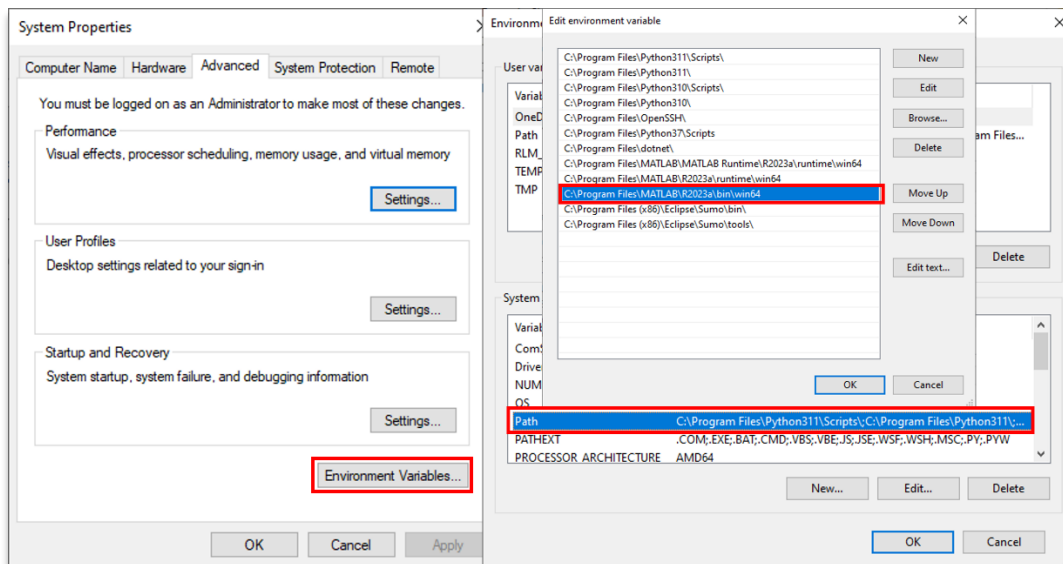 System Properties
Computer Name Hardware Advanced System Protection Remote
You must be logged on as an Administrator to make most of these changes.
Performance
Visual effects, processor scheduling, memory usage, and virtual memory
Settings...
User Profiles
Desktop settings related to your sign-in
Settings...
Startup and Recovery
System startup, system failure, and debugging information
Settings...
Environment Variables...
OK Cancel Apply
Edit environment variable
C:\Program Files\Python311\Scripts\
C:\Program Files\Python311\
C:\Program Files\Python310\Scripts\
C:\Program Files\Python310\
C:\Program Files\OpenSSH\
C:\Program Files\Python37\Scripts
C:\Program Files\dotnet\
C:\Program Files\MATLAB\MATLAB Runtime\R2023a\runtime\win64
C:\Program Files\MATLAB\R2023a\runtime\win64
C:\Program Files\MATLAB\R2023a\bin\win64
C:\Program Files (x86)\Eclipse\Sumo\bin\
C:\Program Files (x86)\Eclipse\Sumo\tools\
New
Edit
Browse...
Delete
Move Up
Move Down
Edit text...
OK Cancel
Path
RLM_
TEMP
TMP
am Files...
Delete
System
NUM
OS
Path C:\Program Files\Python311\Scripts\;C:\Program Files\Python311\;...
PATHEXT .COM;.EXE;.BAT;.CMD;.VBS;.VBE;.JS;.JSE;.WSF;.WSH;.MSC;.PY;.PYW
PROCESSOR_ARCHITECTURE AMD64
New... Edit... Delete
OK Cancel